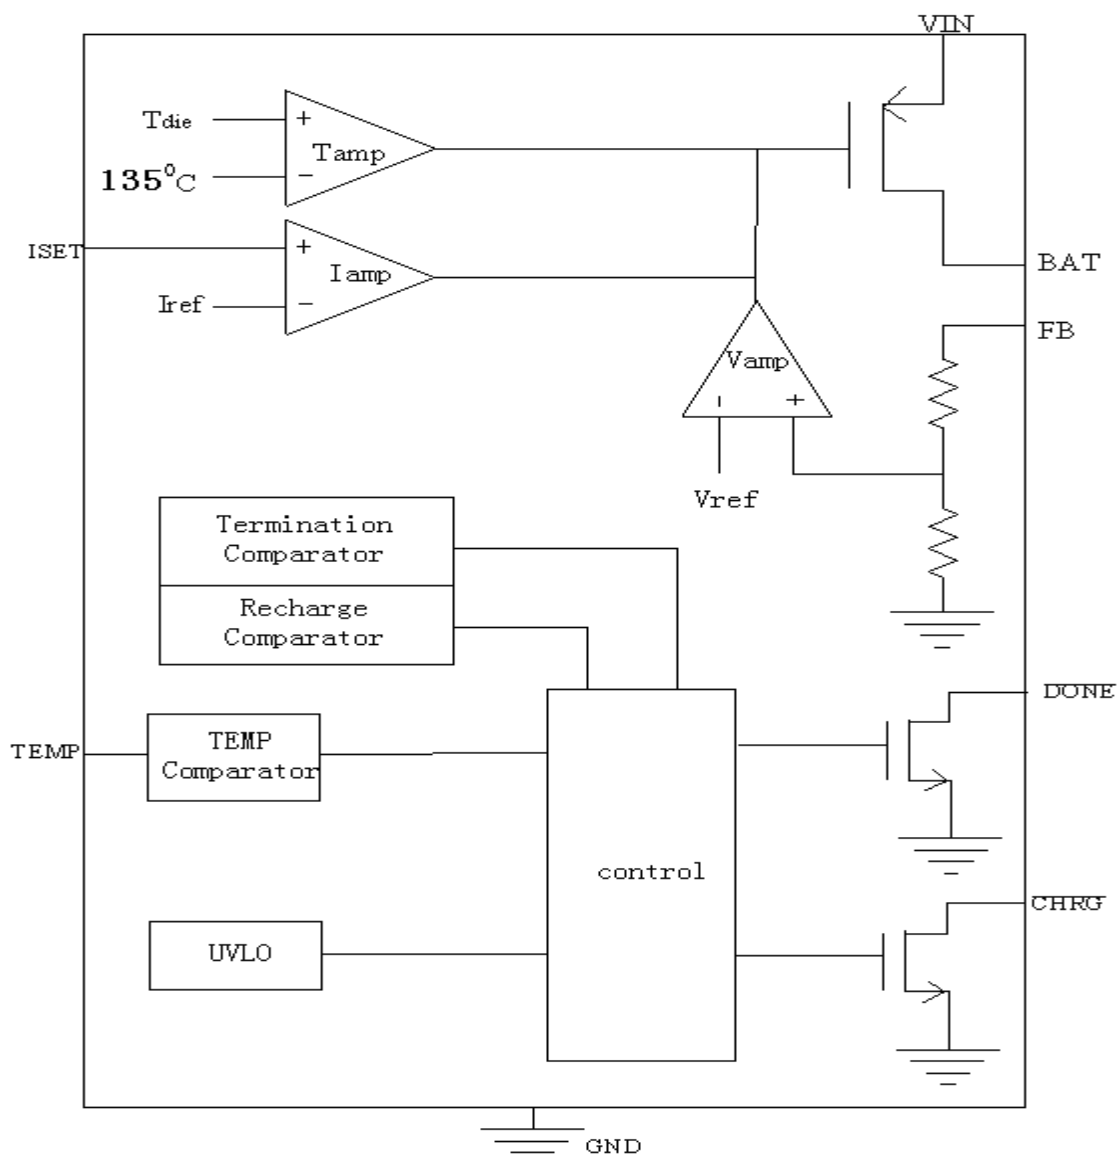 VIN
Tdie
+
Tamp
135⁰C
−
ISET
+
Iamp
Iref
−
BAT
FB
Vamp
−
+
Vref
Termination
Comparator
Recharge
Comparator
DONE
TEMP
TEMP
Comparator
control
CHRG
UVLO
GND